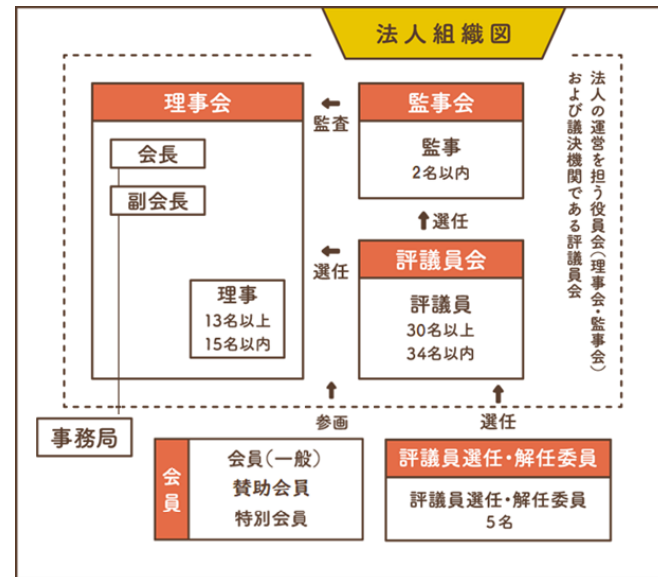 法人組織図
理事会
会長
副会長
理事
13名以上
15名以内
監査
監事会
監事
2名以内
選任
選任
評議員会
評議員
30名以上
34名以内
法人の運営を担う役員会(理事会・監事会)
および議決機関である評議員会
事務局
参画
選任
会員
会員(一般)
賛助会員
特別会員
評議員選任・解任委員
評議員選任・解任委員
5名